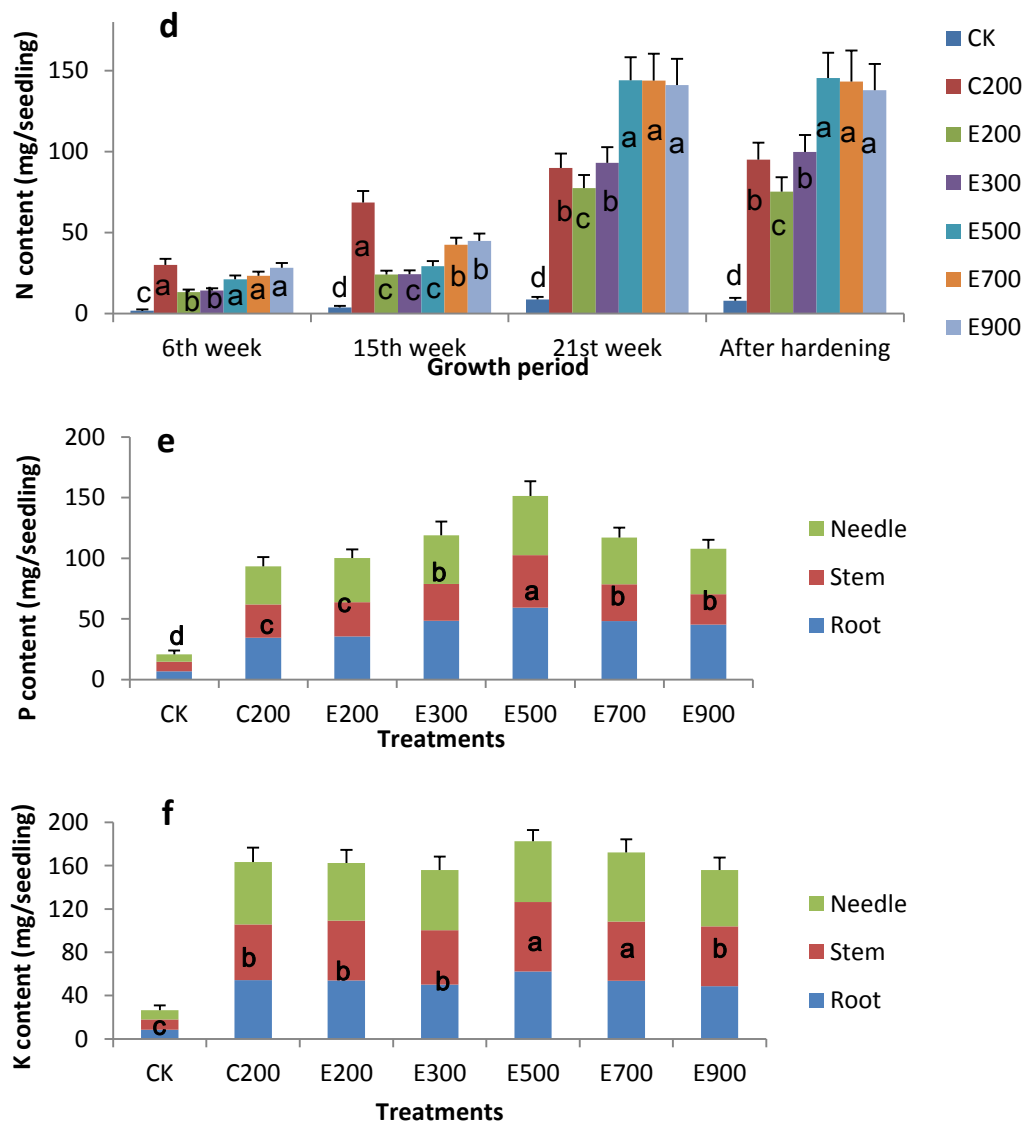 d
N content (mg/seedling)
150
100
50
0
c a b b a a a
d a c c c b b
d b c b a a a
d b c b a a a
6th week 15th week 21st week After hardening
Growth period
CK
C200
E200
E300
E500
E700
E900
e
P content (mg/seedling)
200
150
100
50
0
d c c b a b b
CK C200 E200 E300 E500 E700 E900
Treatments
Needle
Stem
Root
f
K content (mg/seedling)
200
160
120
80
40
0
c b b b a a b
CK C200 E200 E300 E500 E700 E900
Treatments
Needle
Stem
Root